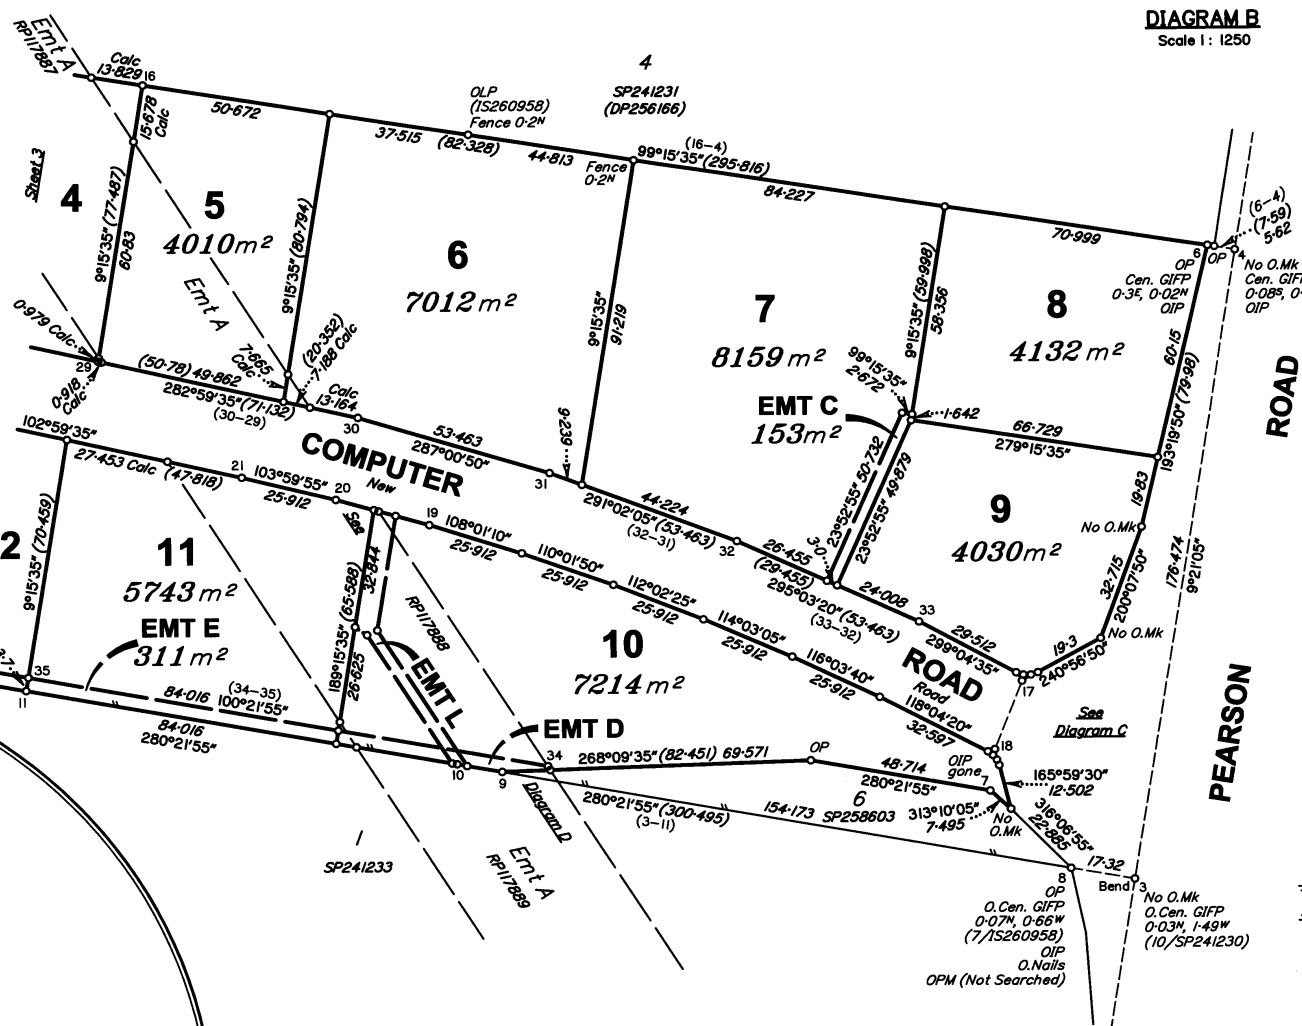 DIAGRAM B
Scale 1 : 1250
Emt A
RP117887
Calc
13·829
16
15·678
Calc
50·672
OLP
(IS260958)
Fence 0·2N
37·515
(82·328)
44·813
4
SP241231
(DP256166)
Fence
0·2N
(16-4)
99°15'35" (295·816)
84·227
70·999
(6-4)
(7·59)
5·62
6
OP
4
OP
Cen. GIFP
0·3E, 0·02N
OIP
No O.Mk
Cen. GIF
0·08S, 0·
OIP
Sheet 3
4
9°15'35" (77·487)
60·83
5
4010m²
9°15'35" (80·794)
Emt A
6
7012m²
9°15'35"
91·219
7
8159m²
9°15'35" (59·998)
58·356
8
4132m²
60·15
193°19'50" (79·98)
19·83
ROAD
0·979 Calc
29
0·918
Calc
(50·78) 49·862
282°59'35" (71·132)
(30-29)
7·665
Calc
(20·352)
7·188 Calc
Calc
13·164
30
53·463
287°00'50"
9·239
31
99°15'35"
2·672
1·642
EMT C
153m²
66·729
279°15'35"
23°52'55" 50·732
23°52'55" 49·879
3·0
9
4030m²
No O.Mk
32·715
200°07'50"
176·474
9°21'05"
102°59'35"
27·453 Calc (47·818)
21
103°59'55"
25·912
20
COMPUTER
New
See
19
108°01'10"
25·912
110°01'50"
25·912
112°02'25"
25·912
114°03'05"
25·912
116°03'40"
25·912
118°04'20"
32·597
291°02'05" (53·463)
44·224
(32-31)
32
26·455
(29·455)
295°03'20" (53·463)
(33-32)
24·008
33
29·512
299°04'35"
19·3
240°56'50"
No O.Mk
17
ROAD
Road
See
Diagram C
PEARSON
2
9°15'35" (70·459)
11
5743m²
EMT E
311m²
3·7
35
11
84·016
(34-35)
100°21'55"
84·016
280°21'55"
32·844
189°15'35" (65·588)
26·625
RP117888
EMT L
10
7214m²
EMT D
34
10
9
268°09'35" (82·451) 69·571
OP
48·714
280°21'55"
18
OIP
gone
7
165°59'30"
12·502
313°10'05"
7·495
No
O.Mk
316°06'55"
22·885
6
SP258603
280°21'55" (300·495)
(3-11)
154·173
Diagram D
1
SP241233
Emt A
RP117889
17·32
8
Bend
3
OP
O.Cen. GIFP
0·07N, 0·66W
(7/IS260958)
OIP
O.Nails
OPM (Not Searched)
No O.Mk
O.Cen. GIFP
0·03N, 1·49W
(10/SP241230)